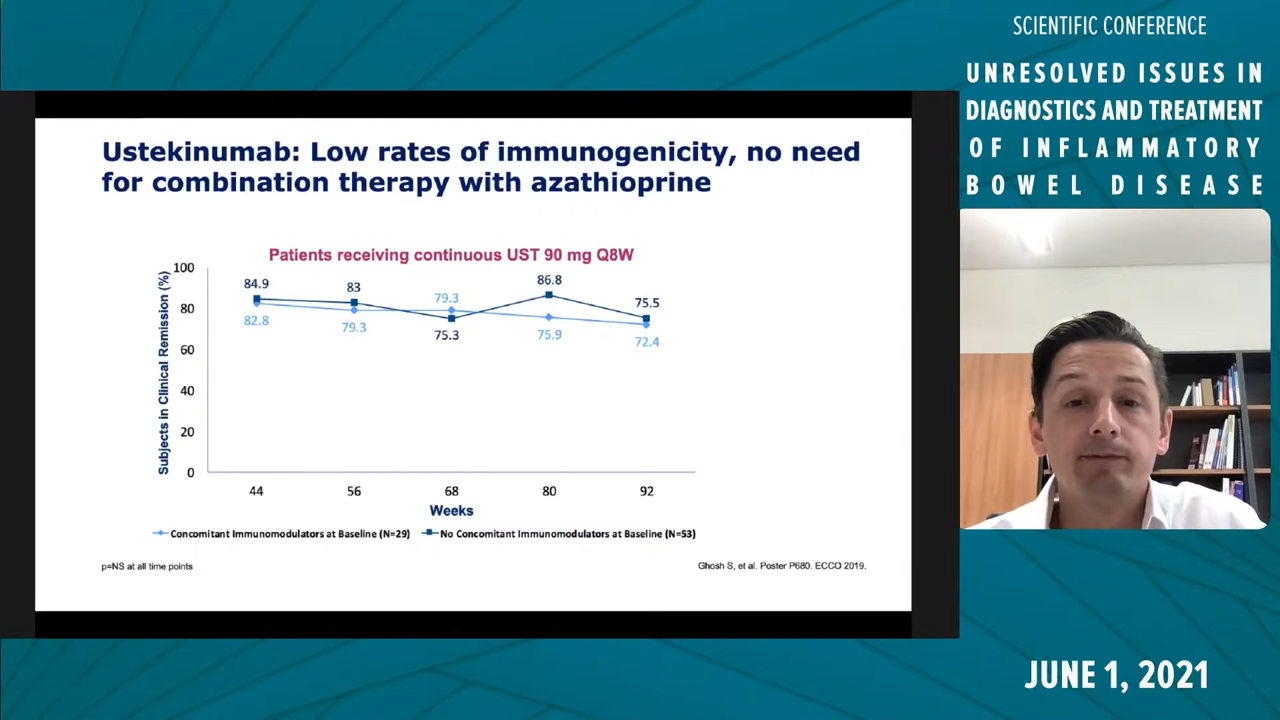 SCIENTIFIC CONFERENCE
UNRESOLVED ISSUES IN
DIAGNOSTICS AND TREATMENT
OF INFLAMMATORY
BOWEL DISEASE
Ustekinumab: Low rates of immunogenicity, no need
for combination therapy with azathioprine
Patients receiving continuous UST 90 mg Q8W
Subjects in Clinical Remission (%)
100
80
60
40
20
0
84.9
83
79.3
86.8
75.5
82.8
79.3
75.3
75.9
72.4
44
56
68
80
92
Weeks
Concomitant Immunomodulators at Baseline (N=29)
No Concomitant Immunomodulators at Baseline (N=53)
p=NS at all time points
Ghosh S, et al. Poster P680. ECCO 2019.
JUNE 1, 2021